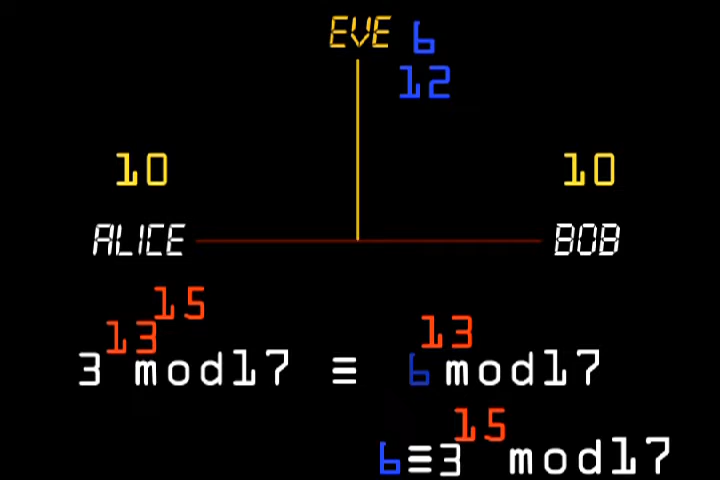 EVE 6
12
10 10
ALICE BOB
3^13^15 mod17 ≡ 6^13 mod17
6≡3^15 mod17